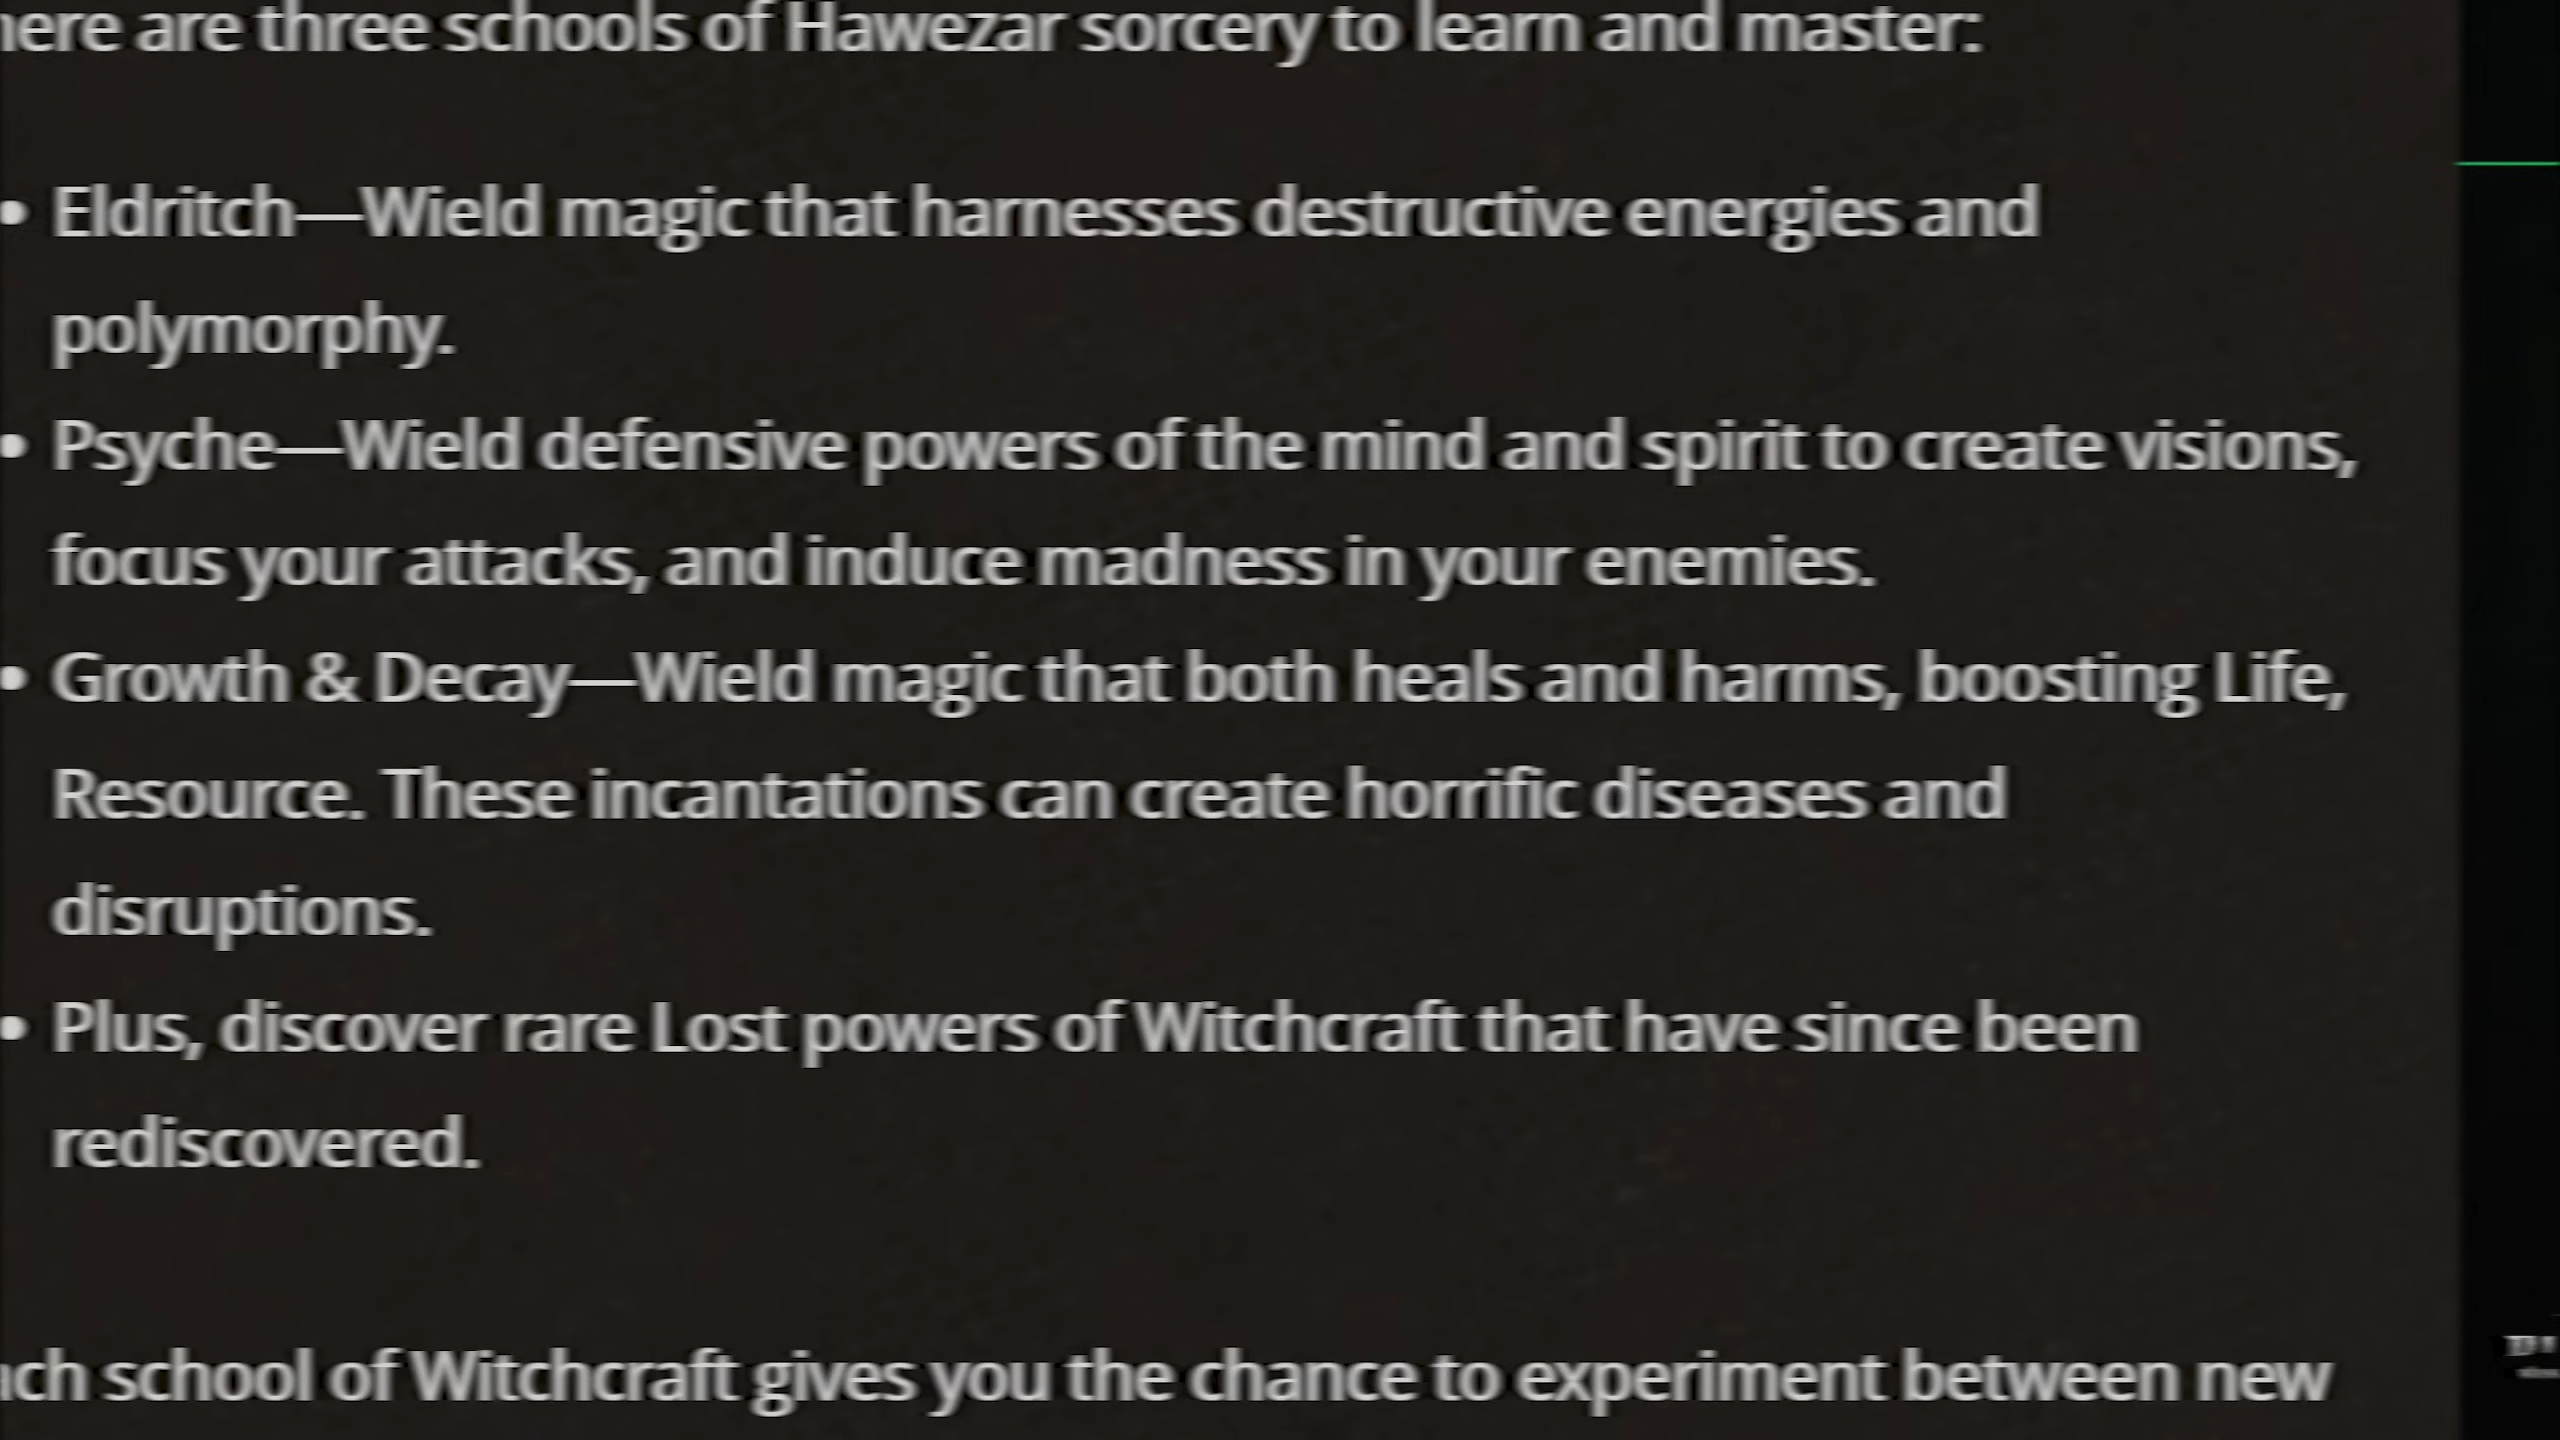 here are three schools of Hawezar sorcery to learn and master:
• Eldritch—Wield magic that harnesses destructive energies and
polymorphy.
• Psyche—Wield defensive powers of the mind and spirit to create visions,
focus your attacks, and induce madness in your enemies.
• Growth & Decay—Wield magic that both heals and harms, boosting Life,
Resource. These incantations can create horrific diseases and
disruptions.
• Plus, discover rare Lost powers of Witchcraft that have since been
rediscovered.
ach school of Witchcraft gives you the chance to experiment between new